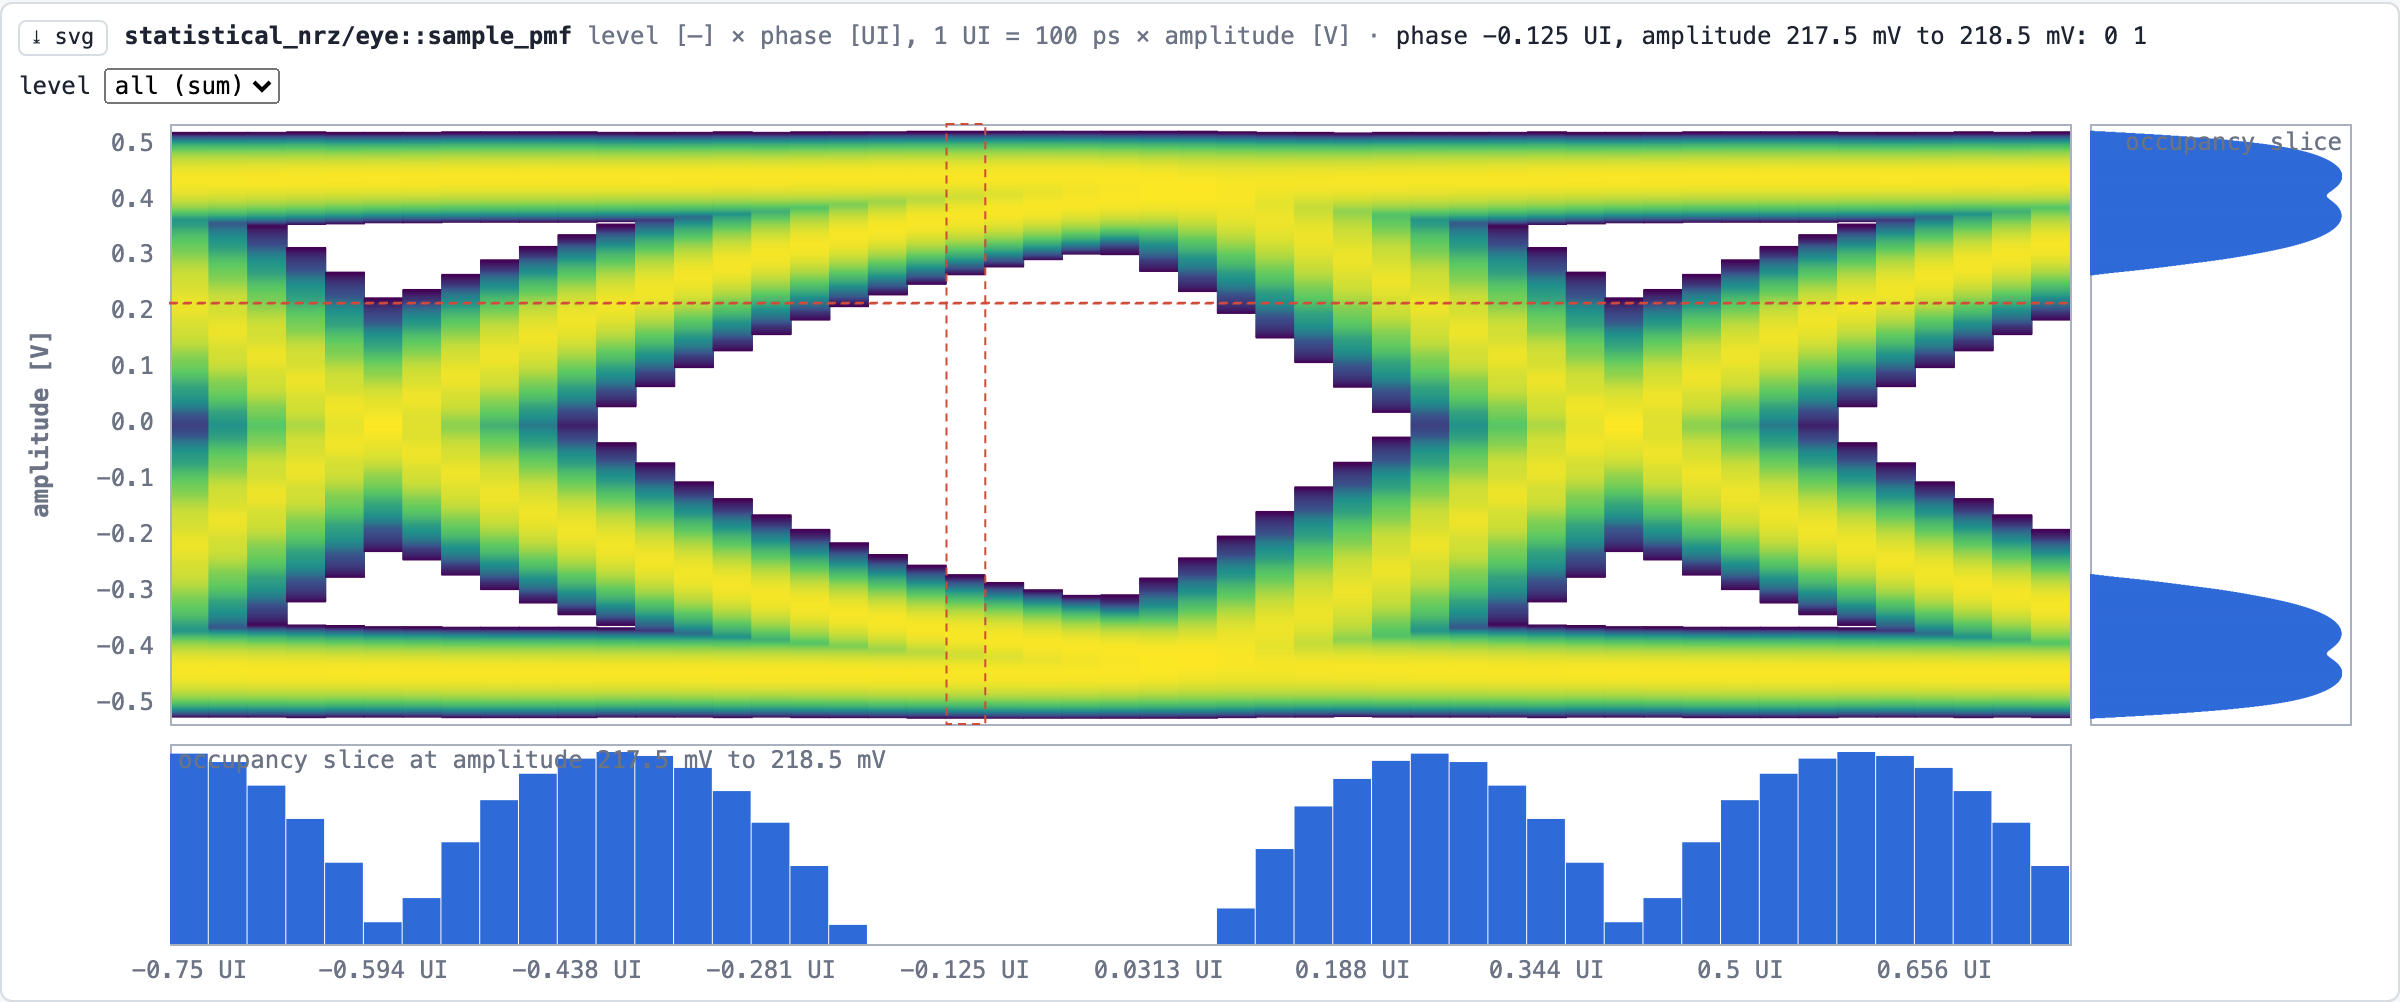 ⤓ svg statistical_nrz/eye::sample_pmf level [—] × phase [UI], 1 UI = 100 ps × amplitude [V] · phase −0.125 UI, amplitude 217.5 mV to 218.5 mV: 0 1
level all (sum)
occupancy slice
0.5
0.4
0.3
0.2
0.1
0.0
−0.1
−0.2
−0.3
−0.4
−0.5
amplitude [V]
occupancy slice at amplitude 217.5 mV to 218.5 mV
−0.75 UI −0.594 UI −0.438 UI −0.281 UI −0.125 UI 0.0313 UI 0.188 UI 0.344 UI 0.5 UI 0.656 UI